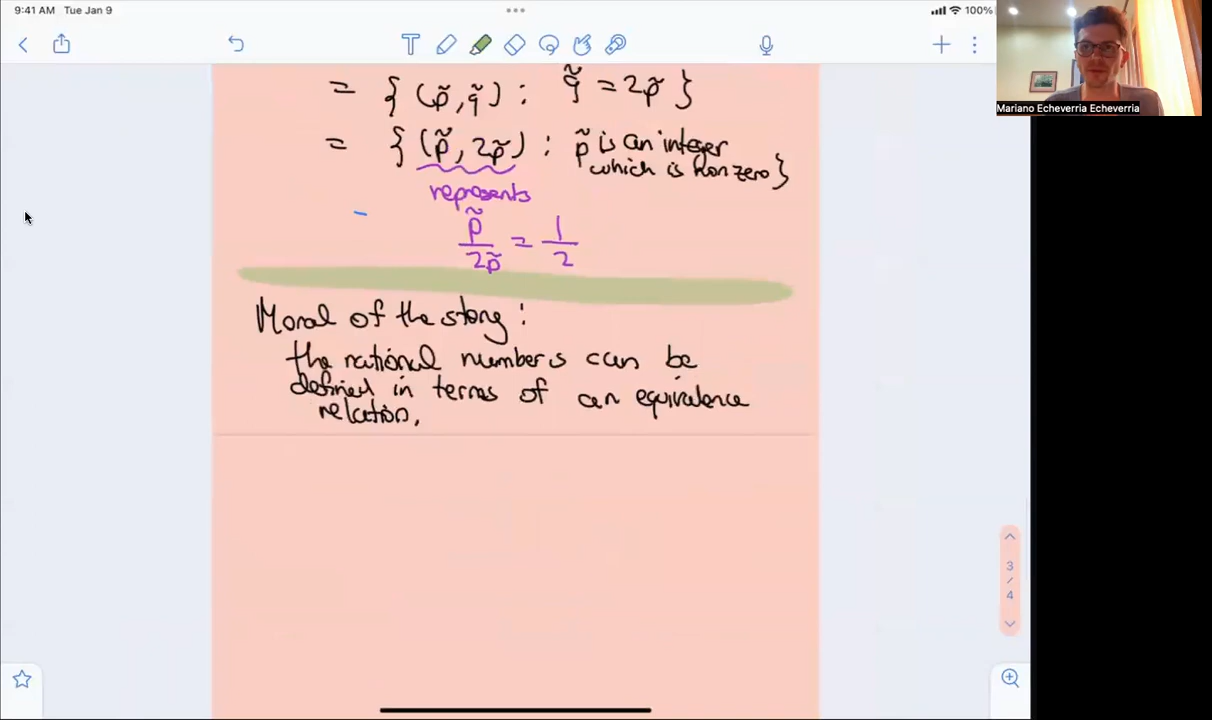 9:41 AM Tue Jan 9
100%
Mariano Echeverria Echeverria
= { (p̃, q̃) : q̃ = 2p̃ }
= { (p̃, 2p̃) : p̃ is an integer
which is non zero }
represents
p̃/2p̃ = 1/2
Moral of the story :
the rational numbers can be
defined in terms of an equivalence
relation.
3
/
4